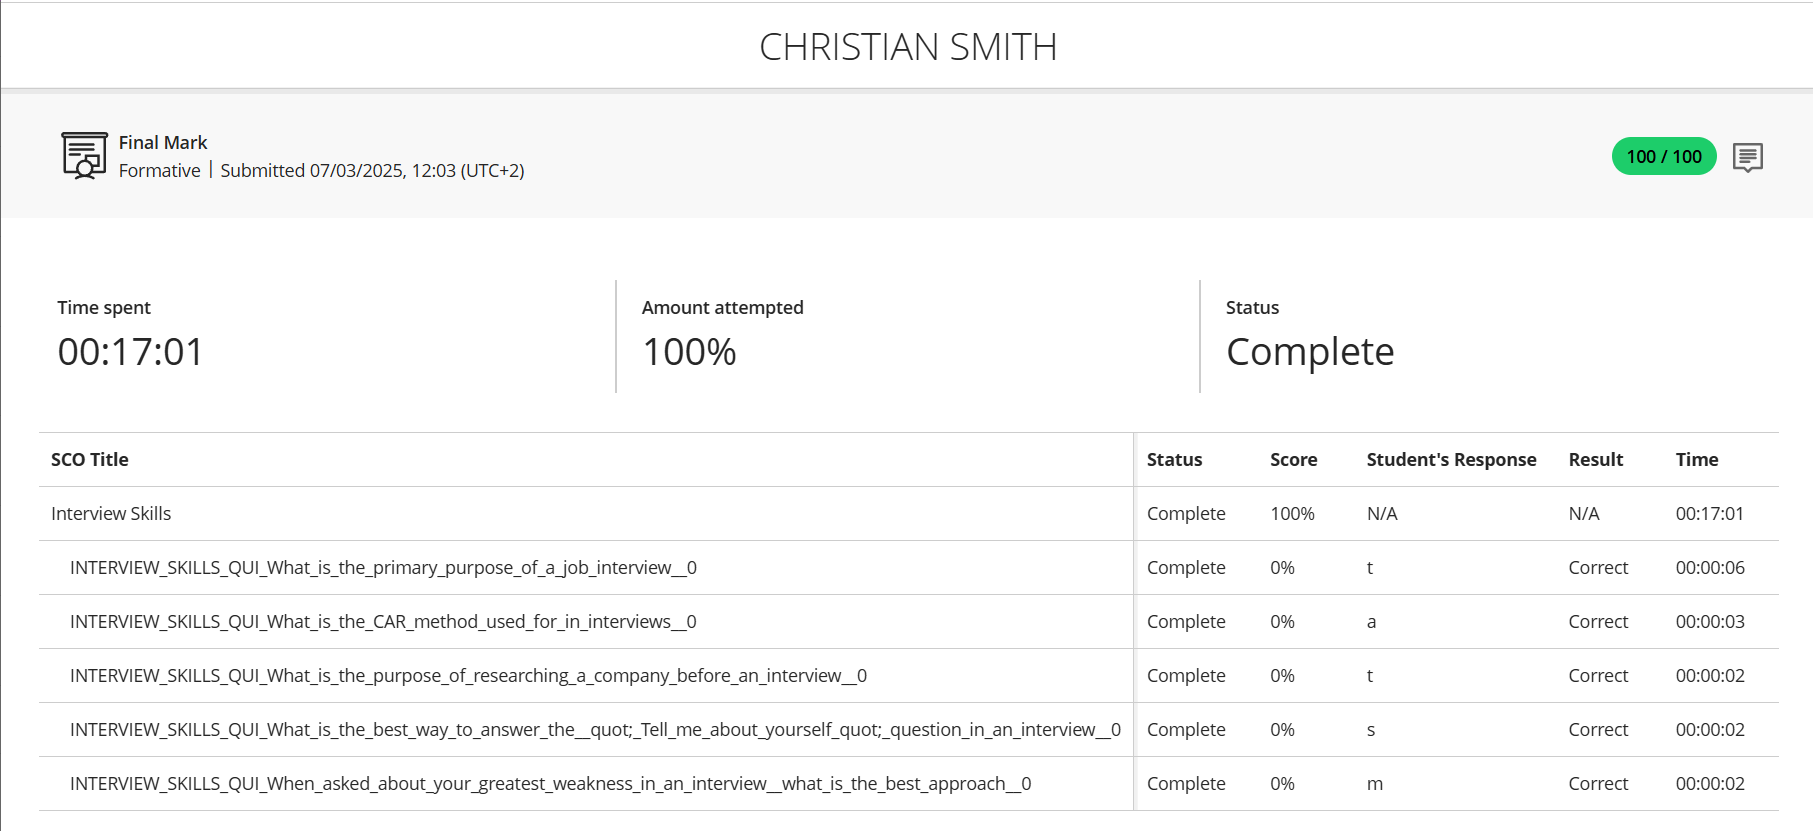 CHRISTIAN SMITH
Final Mark
Formative | Submitted 07/03/2025, 12:03 (UTC+2)
100 / 100
Time spent
00:17:01
Amount attempted
100%
Status
Complete
SCO Title Status Score Student's Response Result Time
Interview Skills Complete 100% N/A N/A 00:17:01
INTERVIEW_SKILLS_QUI_What_is_the_primary_purpose_of_a_job_interview__0 Complete 0% t Correct 00:00:06
INTERVIEW_SKILLS_QUI_What_is_the_CAR_method_used_for_in_interviews__0 Complete 0% a Correct 00:00:03
INTERVIEW_SKILLS_QUI_What_is_the_purpose_of_researching_a_company_before_an_interview__0 Complete 0% t Correct 00:00:02
INTERVIEW_SKILLS_QUI_What_is_the_best_way_to_answer_the__quot;_Tell_me_about_yourself_quot;_question_in_an_interview__0 Complete 0% s Correct 00:00:02
INTERVIEW_SKILLS_QUI_When_asked_about_your_greatest_weakness_in_an_interview__what_is_the_best_approach__0 Complete 0% m Correct 00:00:02